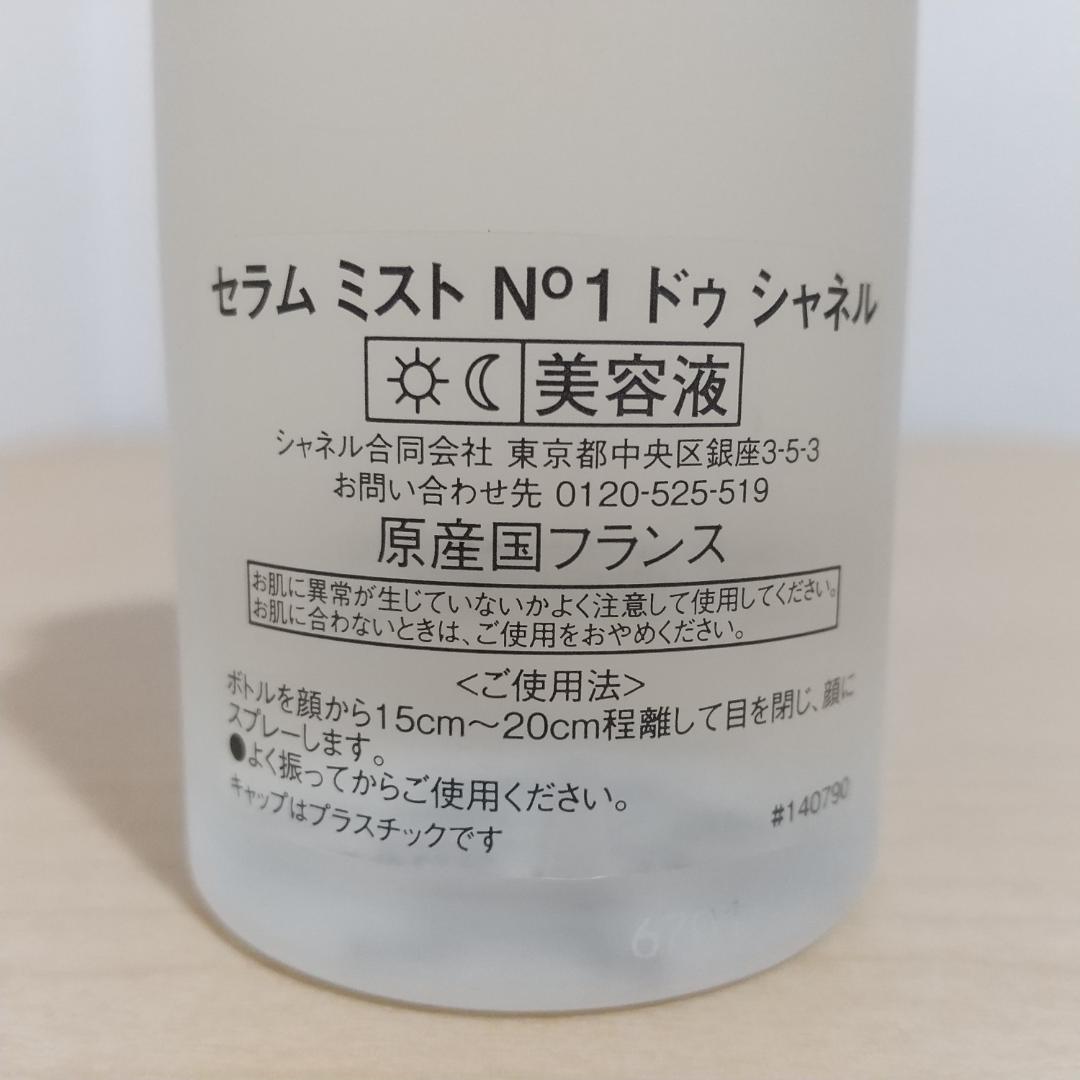 セラム ミスト Nº1 ドゥ シャネル
美容液
シャネル合同会社 東京都中央区銀座3-5-3
お問い合わせ先 0120-525-519
原産国フランス
お肌に異常が生じていないかよく注意して使用してください。
お肌に合わないときは、ご使用をおやめください。
<ご使用法>
ボトルを顔から15cm〜20cm程離して目を閉じ、顔に
スプレーします。
●よく振ってからご使用ください。
キャップはプラスチックです
#140790